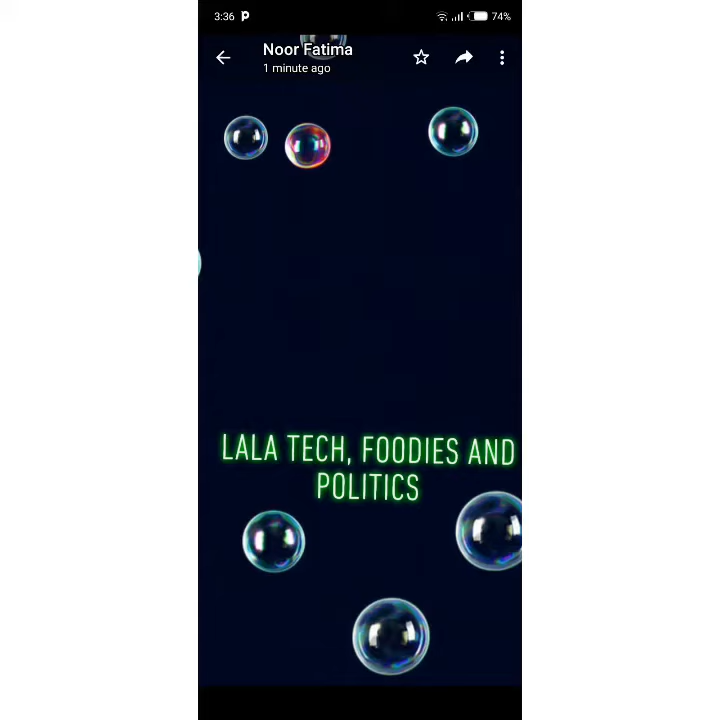 3:36 P 74%
Noor Fatima
1 minute ago
LALA TECH, FOODIES AND
POLITICS